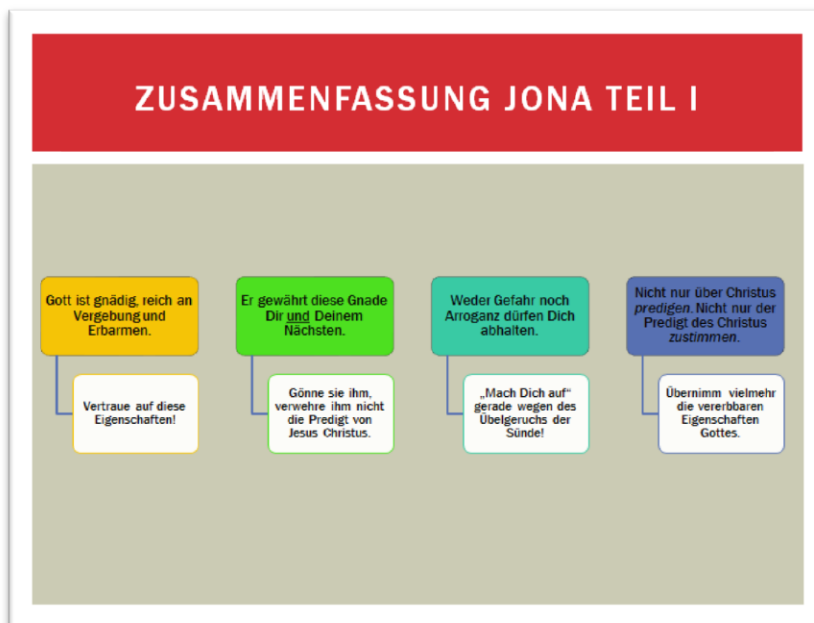 ZUSAMMENFASSUNG JONA TEIL I
Gott ist gnädig, reich an
Vergebung und
Erbarmen.
Vertraue auf diese
Eigenschaften!
Er gewährt diese Gnade
Dir und Deinem
Nächsten.
Gönne sie ihm,
verwehre ihm nicht
die Predigt von
Jesus Christus.
Weder Gefahr noch
Arroganz dürfen Dich
abhalten.
„Mach Dich auf“
gerade wegen des
Übelgeruchs der
Sünde!
Nicht nur über Christus
predigen. Nicht nur der
Predigt des Christus
zustimmen.
Übernimm vielmehr
die vererbbaren
Eigenschaften
Gottes.